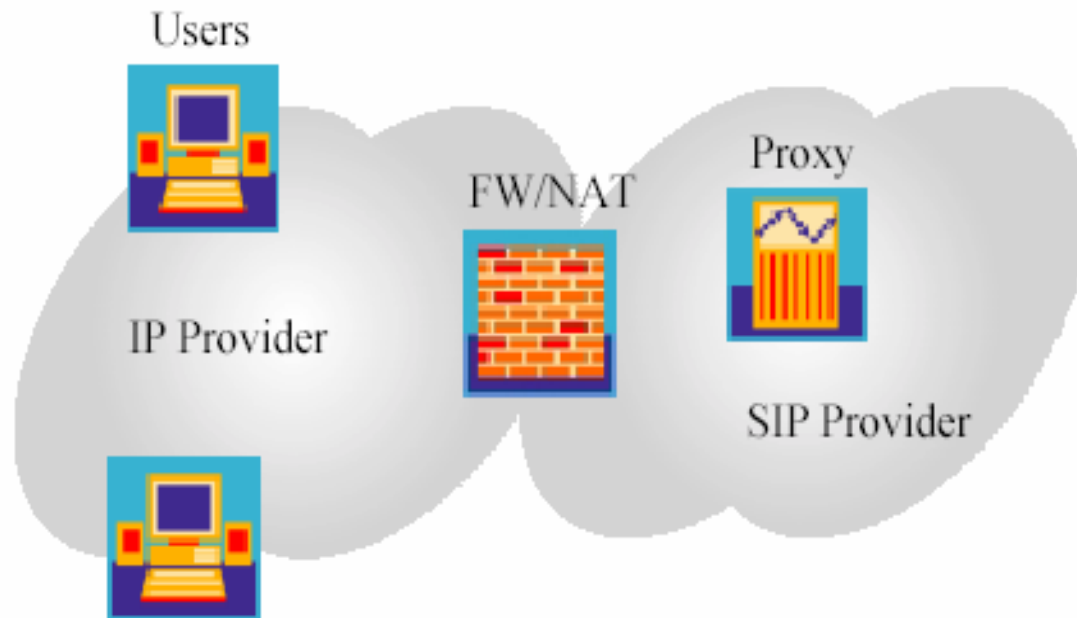 Users
FW/NAT
Proxy
IP Provider
SIP Provider